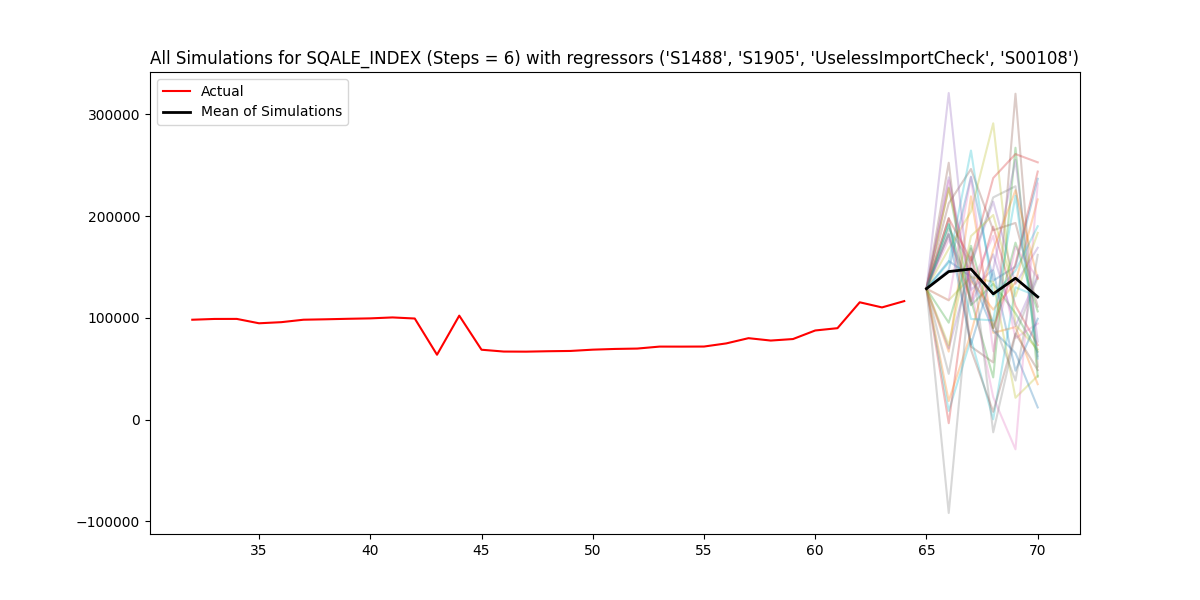 All Simulations for SQALE_INDEX (Steps = 6) with regressors ('S1488', 'S1905', 'UselessImportCheck', 'S00108')
Actual
Mean of Simulations
300000
200000
100000
0
−100000
35 40 45 50 55 60 65 70